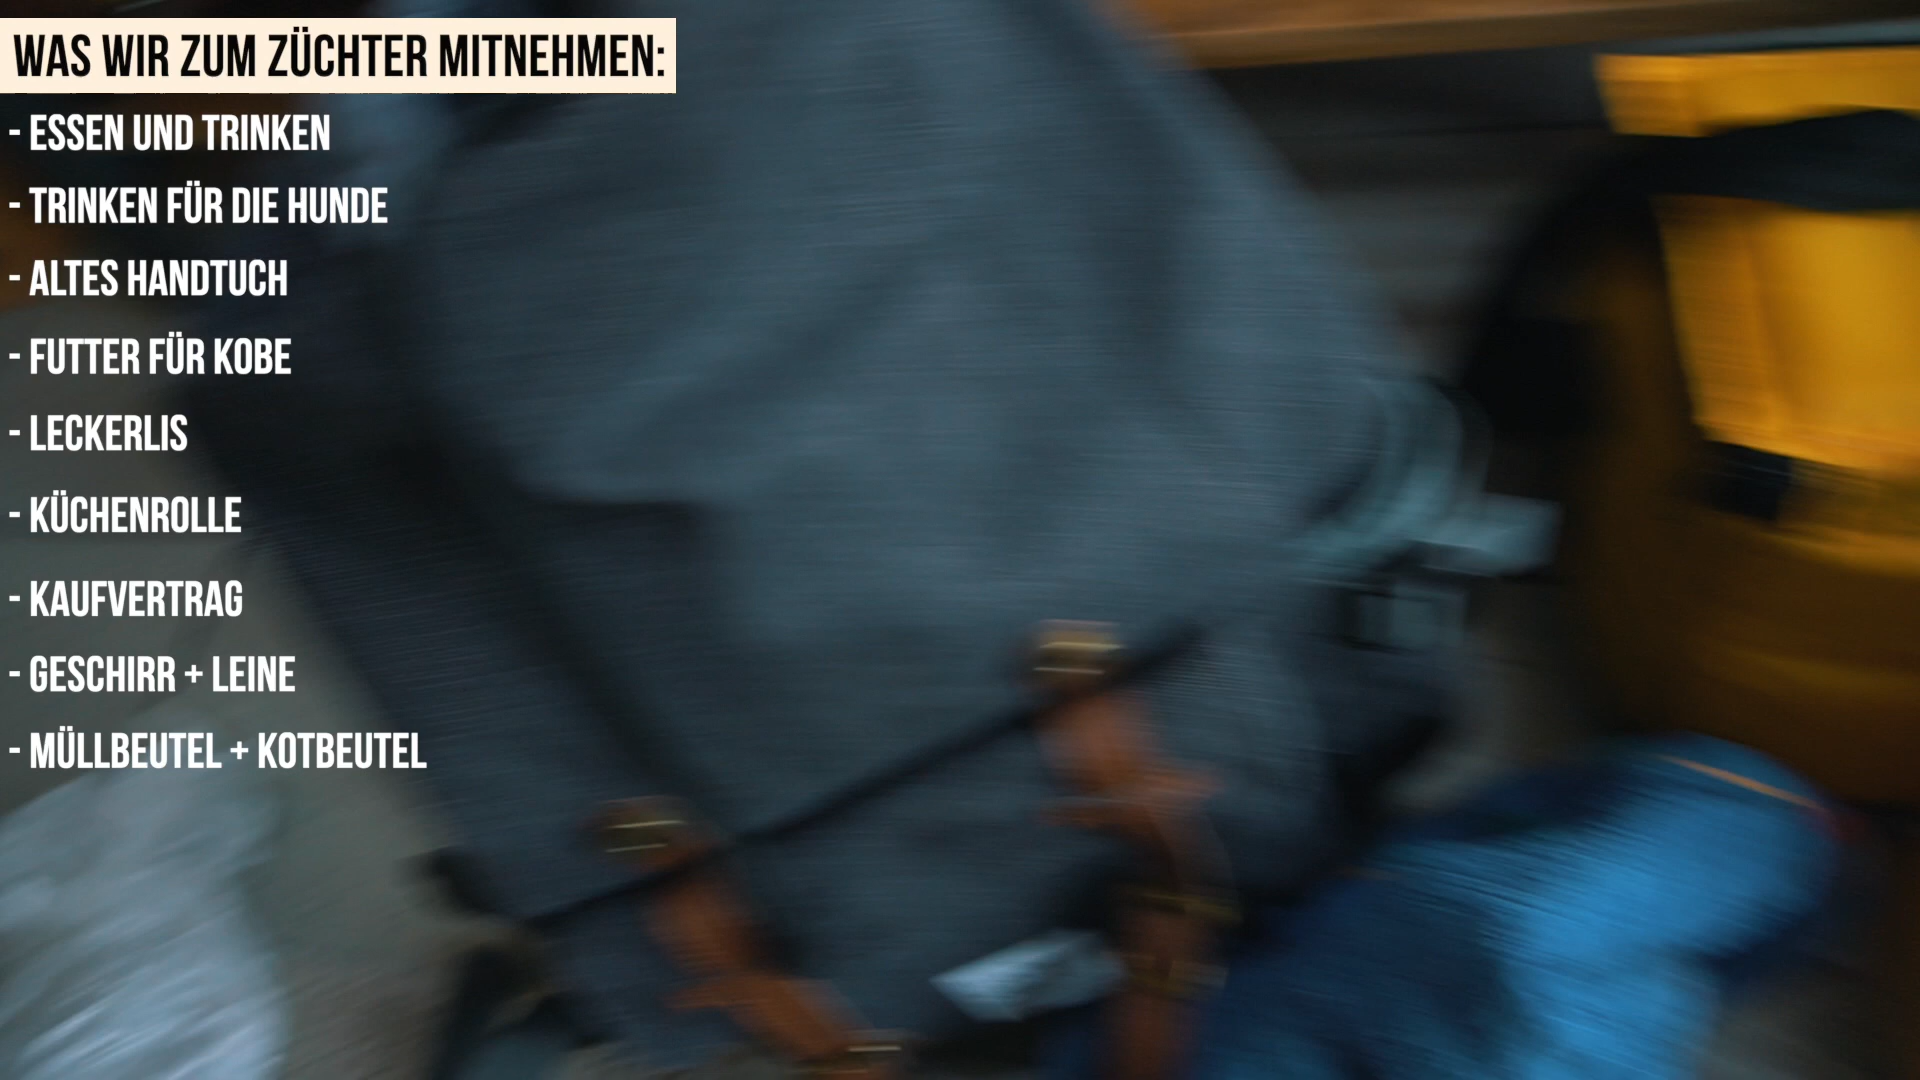 WAS WIR ZUM ZÜCHTER MITNEHMEN:
- ESSEN UND TRINKEN
- TRINKEN FÜR DIE HUNDE
- ALTES HANDTUCH
- FUTTER FÜR KOBE
- LECKERLIS
- KÜCHENROLLE
- KAUFVERTRAG
- GESCHIRR + LEINE
- MÜLLBEUTEL + KOTBEUTEL